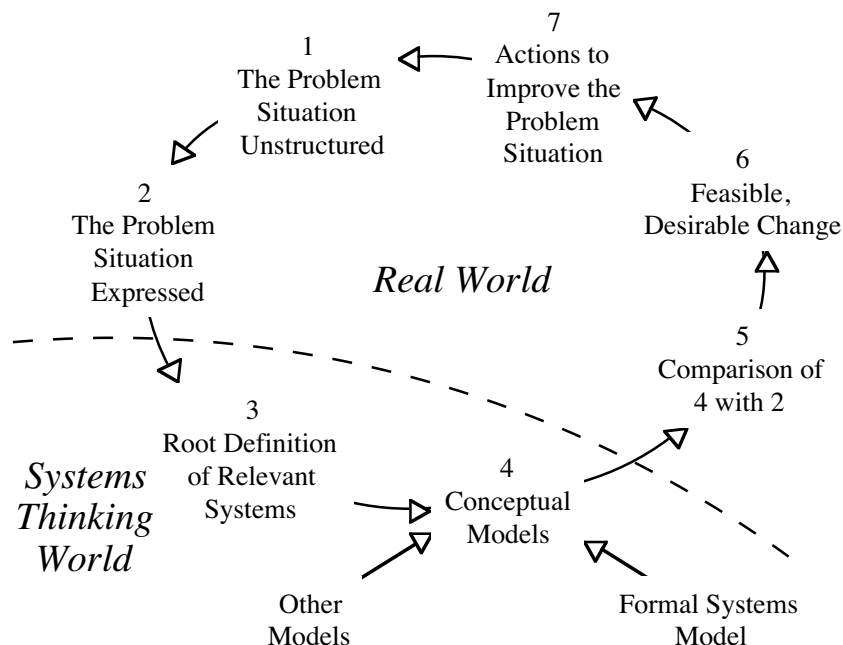 1
The Problem
Situation
Unstructured
2
The Problem
Situation
Expressed
3
Root Definition
of Relevant
Systems
4
Conceptual
Models
5
Comparison of
4 with 2
6
Feasible,
Desirable Change
7
Actions to
Improve the
Problem
Situation
Real World
Systems
Thinking
World
Other
Models
Formal Systems
Model